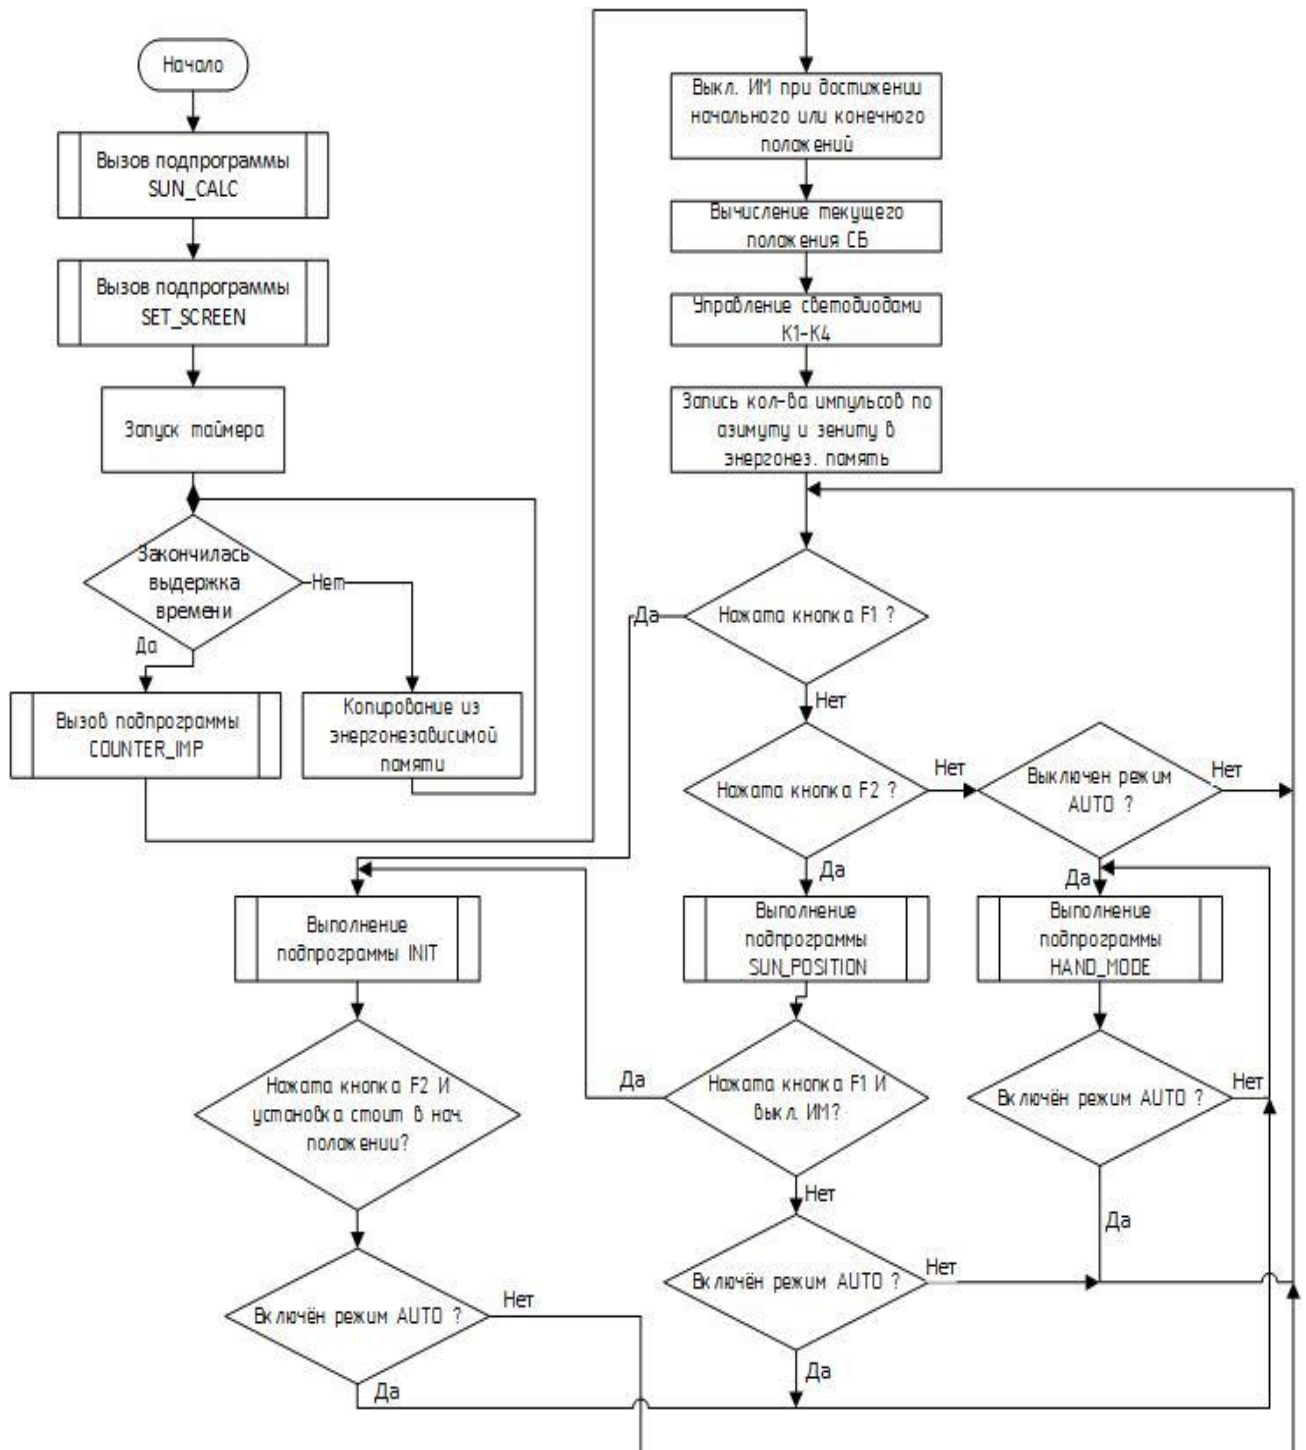 Начало
Вызов подпрограммы
SUN_CALC
Вызов подпрограммы
SET_SCREEN
Запуск таймера
Закончилась
выдержка
времени
Нет
Да
Вызов подпрограммы
COUNTER_IMP
Копирование из
энергонезависимой
памяти
Выкл. ИМ при достижении
начального или конечного
положений
Вычисление текущего
положения СБ
Управление светодиодами
К1-К4
Запись кол-ва импульсов по
азимуту и зениту в
энергонез. память
Нажата кнопка F1 ?
Да
Нет
Нажата кнопка F2 ?
Нет
Выключен режим
AUTO ?
Нет
Да
Да
Выполнение
подпрограммы INIT
Выполнение
подпрограммы
SUN_POSITION
Выполнение
подпрограммы
HAND_MODE
Нажата кнопка F2 И
установка стоит в нач.
положении?
Да
Нажата кнопка F1 И
выкл. ИМ?
Включён режим AUTO ?
Нет
Нет
Да
Включён режим AUTO ?
Нет
Да
Включён режим AUTO ?
Нет
Да